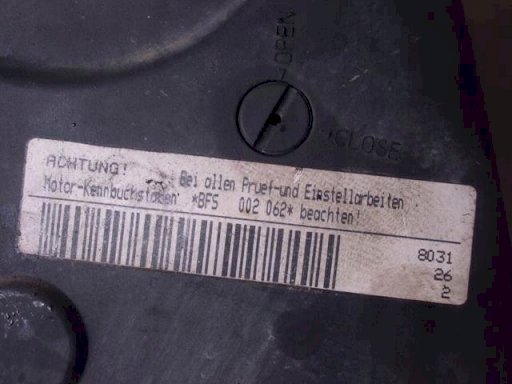 OPEN
CLOSE
ACHTUNG! Bei allen Pruef-und Einstellarbeiten
Motor-Kennbuchstaben *BFS 002 062* beachten!
8031
26
2